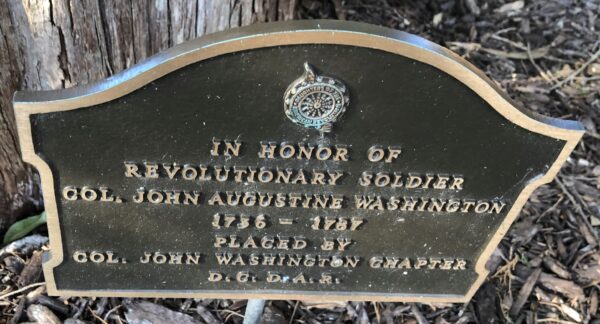 IN HONOR OF
REVOLUTIONARY SOLDIER
COL. JOHN AUGUSTINE WASHINGTON
1736 - 1787
PLACED BY
COL. JOHN WASHINGTON CHAPTER
D.C.D.A.R.